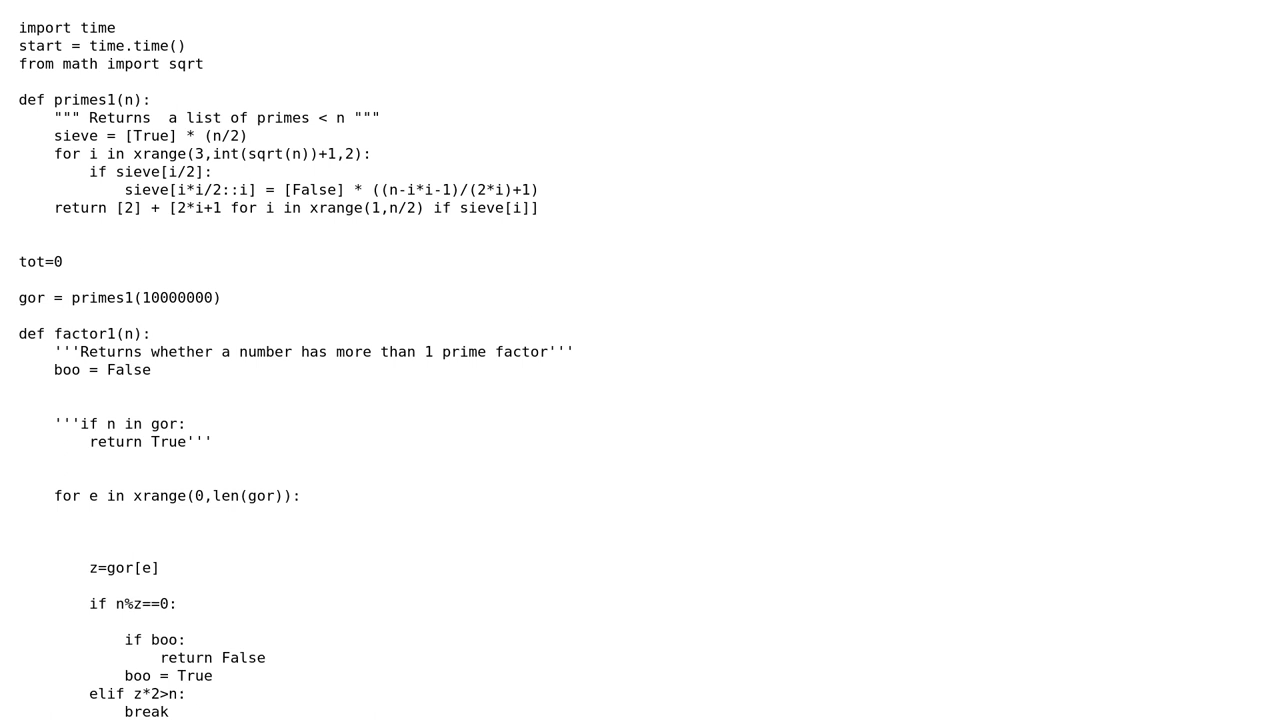 import time
start = time.time()
from math import sqrt
def primes1(n):
    """ Returns  a list of primes < n """
    sieve = [True] * (n/2)
    for i in xrange(3,int(sqrt(n))+1,2):
        if sieve[i/2]:
            sieve[i*i/2::i] = [False] * ((n-i*i-1)/(2*i)+1)
    return [2] + [2*i+1 for i in xrange(1,n/2) if sieve[i]]
tot=0
gor = primes1(10000000)
def factor1(n):
    '''Returns whether a number has more than 1 prime factor'''
    boo = False
    '''if n in gor:
        return True'''
    for e in xrange(0,len(gor)):
        z=gor[e]
        if n%z==0:
            if boo:
                return False
            boo = True
        elif z*2>n:
            break